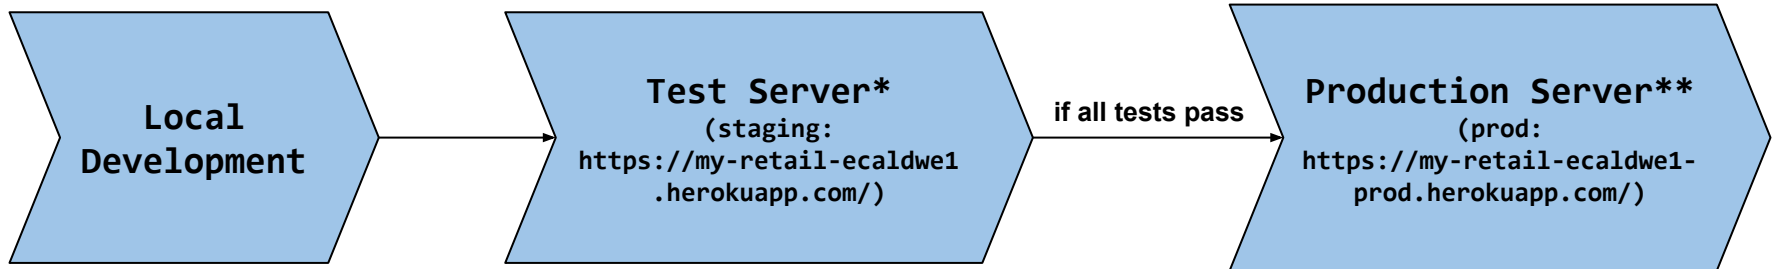 Local
Development
Test Server*
(staging:
https://my-retail-ecaldwe1
.herokuapp.com/)
if all tests pass
Production Server**
(prod:
https://my-retail-ecaldwe1-
prod.herokuapp.com/)